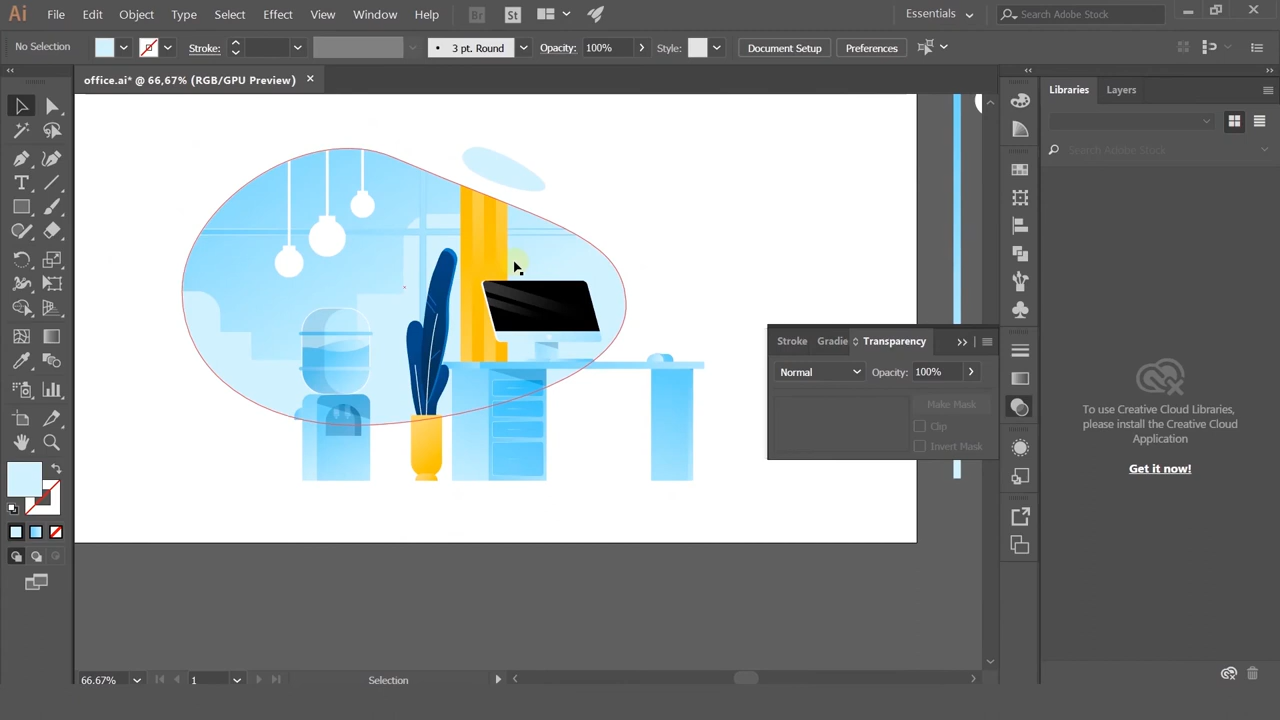 Ai File Edit Object Type Select Effect View Window Help Br St Essentials Search Adobe Stock
No Selection Stroke: 3 pt. Round Opacity: 100% Style: Document Setup Preferences
office.ai* @ 66,67% (RGB/GPU Preview) ×
Libraries Layers
Search Adobe Stock
Stroke Gradie Transparency
Normal Opacity: 100%
Make Mask
Clip
Invert Mask
To use Creative Cloud Libraries,
please install the Creative Cloud
Application
Get it now!
66.67% 1 Selection